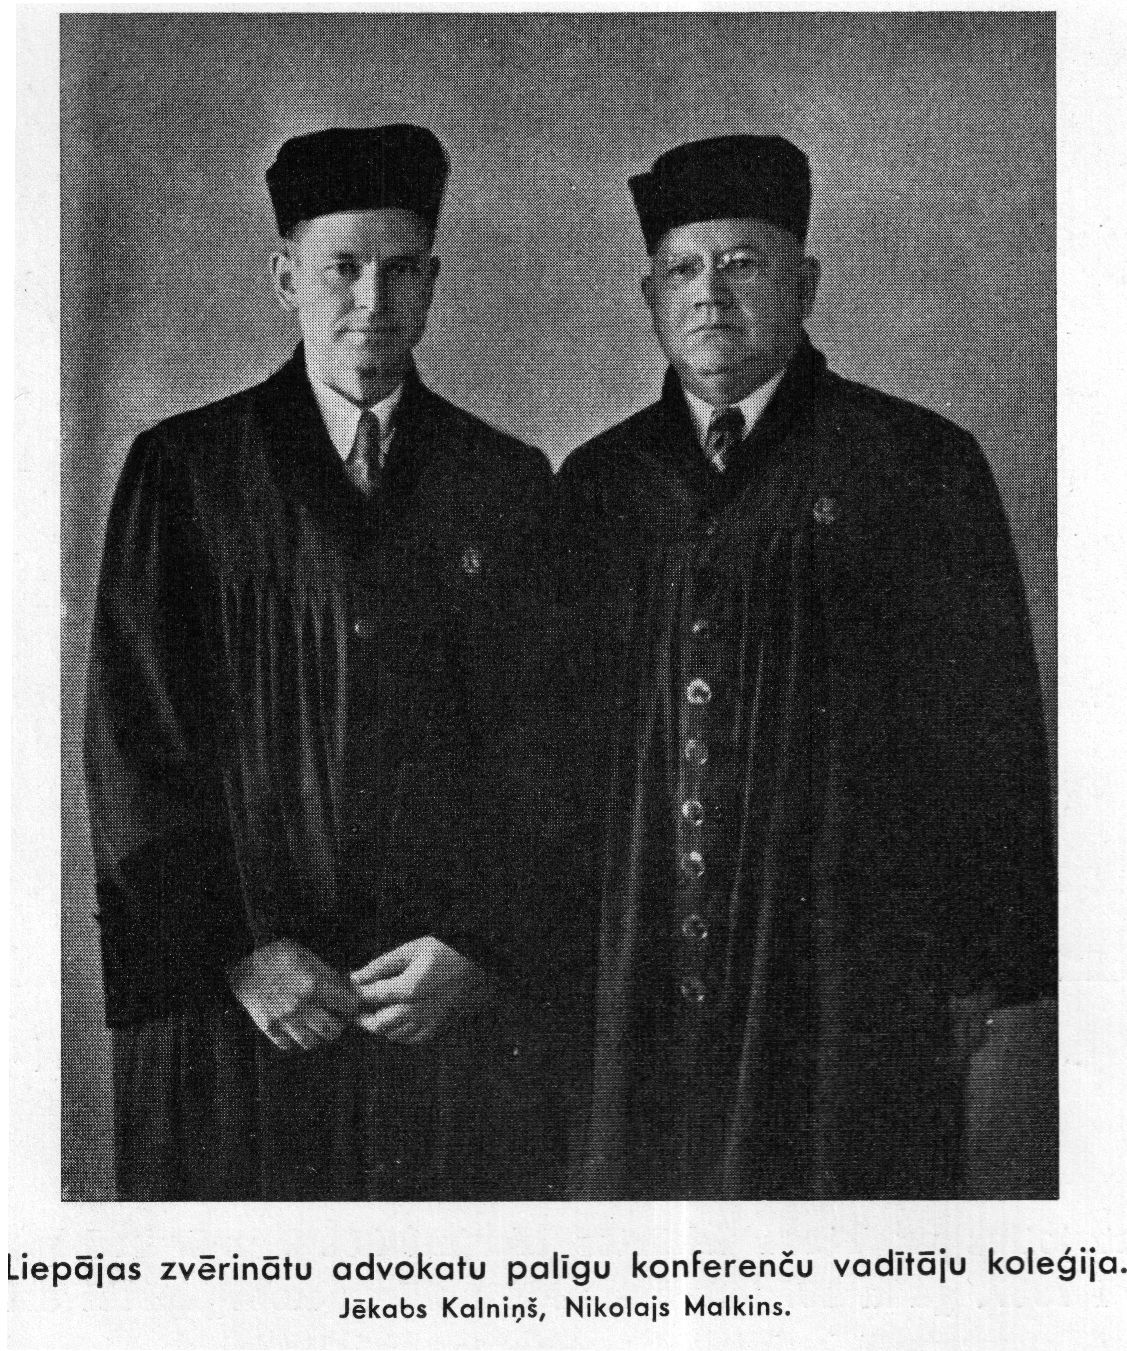 Liepājas zvērinātu advokatu palīgu konferenču vadītāju koleģija.
Jēkabs Kalniņš, Nikolajs Malkins.